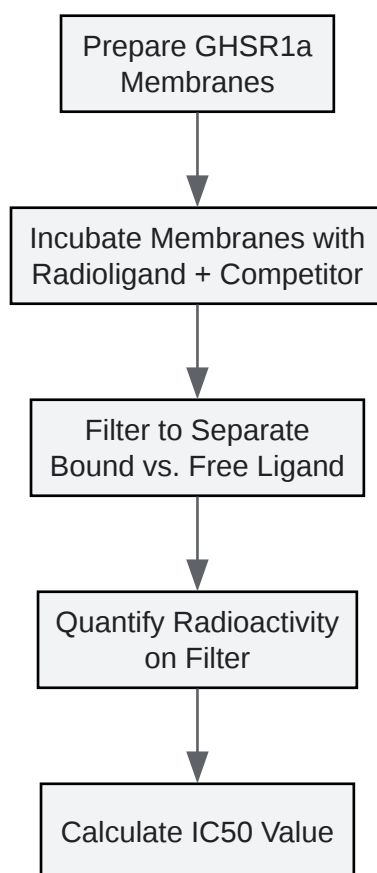 Prepare GHSR1a
Membranes
Incubate Membranes with
Radioligand + Competitor
Filter to Separate
Bound vs. Free Ligand
Quantify Radioactivity
on Filter
Calculate IC50 Value